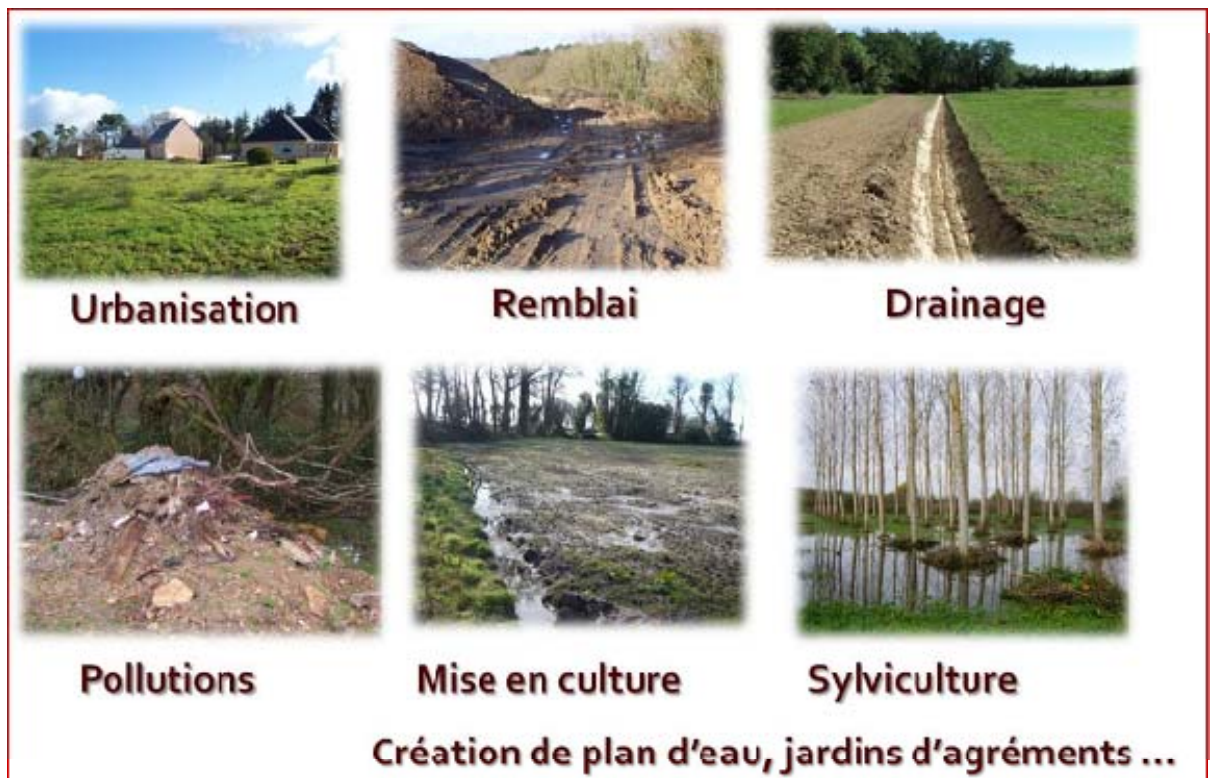 Urbanisation
Remblai
Drainage
Pollutions
Mise en culture
Sylviculture
Création de plan d'eau, jardins d'agréments ...